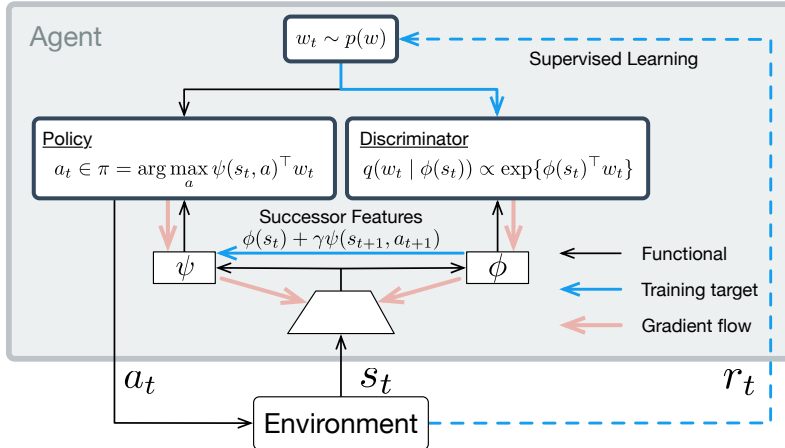 Agent
w_t ∼ p(w)
Supervised Learning
Policy
a_t ∈ π = arg max_a ψ(s_t, a)^⊤ w_t
Discriminator
q(w_t | ϕ(s_t)) ∝ exp{ϕ(s_t)^⊤ w_t}
Successor Features
ϕ(s_t) + γψ(s_{t+1}, a_{t+1})
ψ
ϕ
Functional
Training target
Gradient flow
a_t
s_t
r_t
Environment